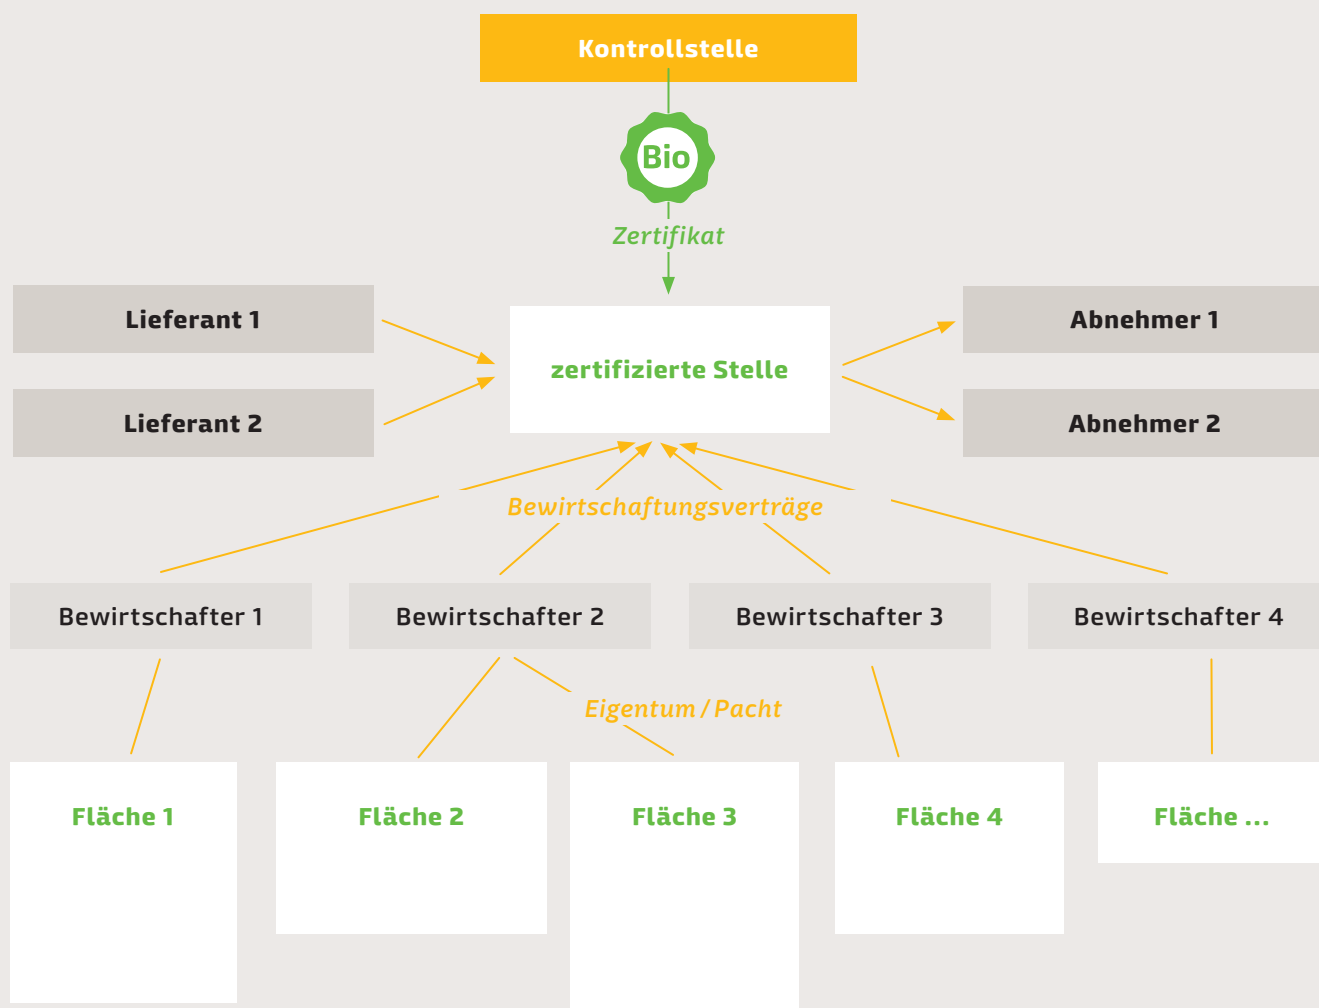 Kontrollstelle
Bio
Zertifikat
Lieferant 1
zertifizierte Stelle
Abnehmer 1
Lieferant 2
Abnehmer 2
Bewirtschaftungsverträge
Bewirtschafter 1
Bewirtschafter 2
Bewirtschafter 3
Bewirtschafter 4
Eigentum / Pacht
Fläche 1
Fläche 2
Fläche 3
Fläche 4
Fläche ...